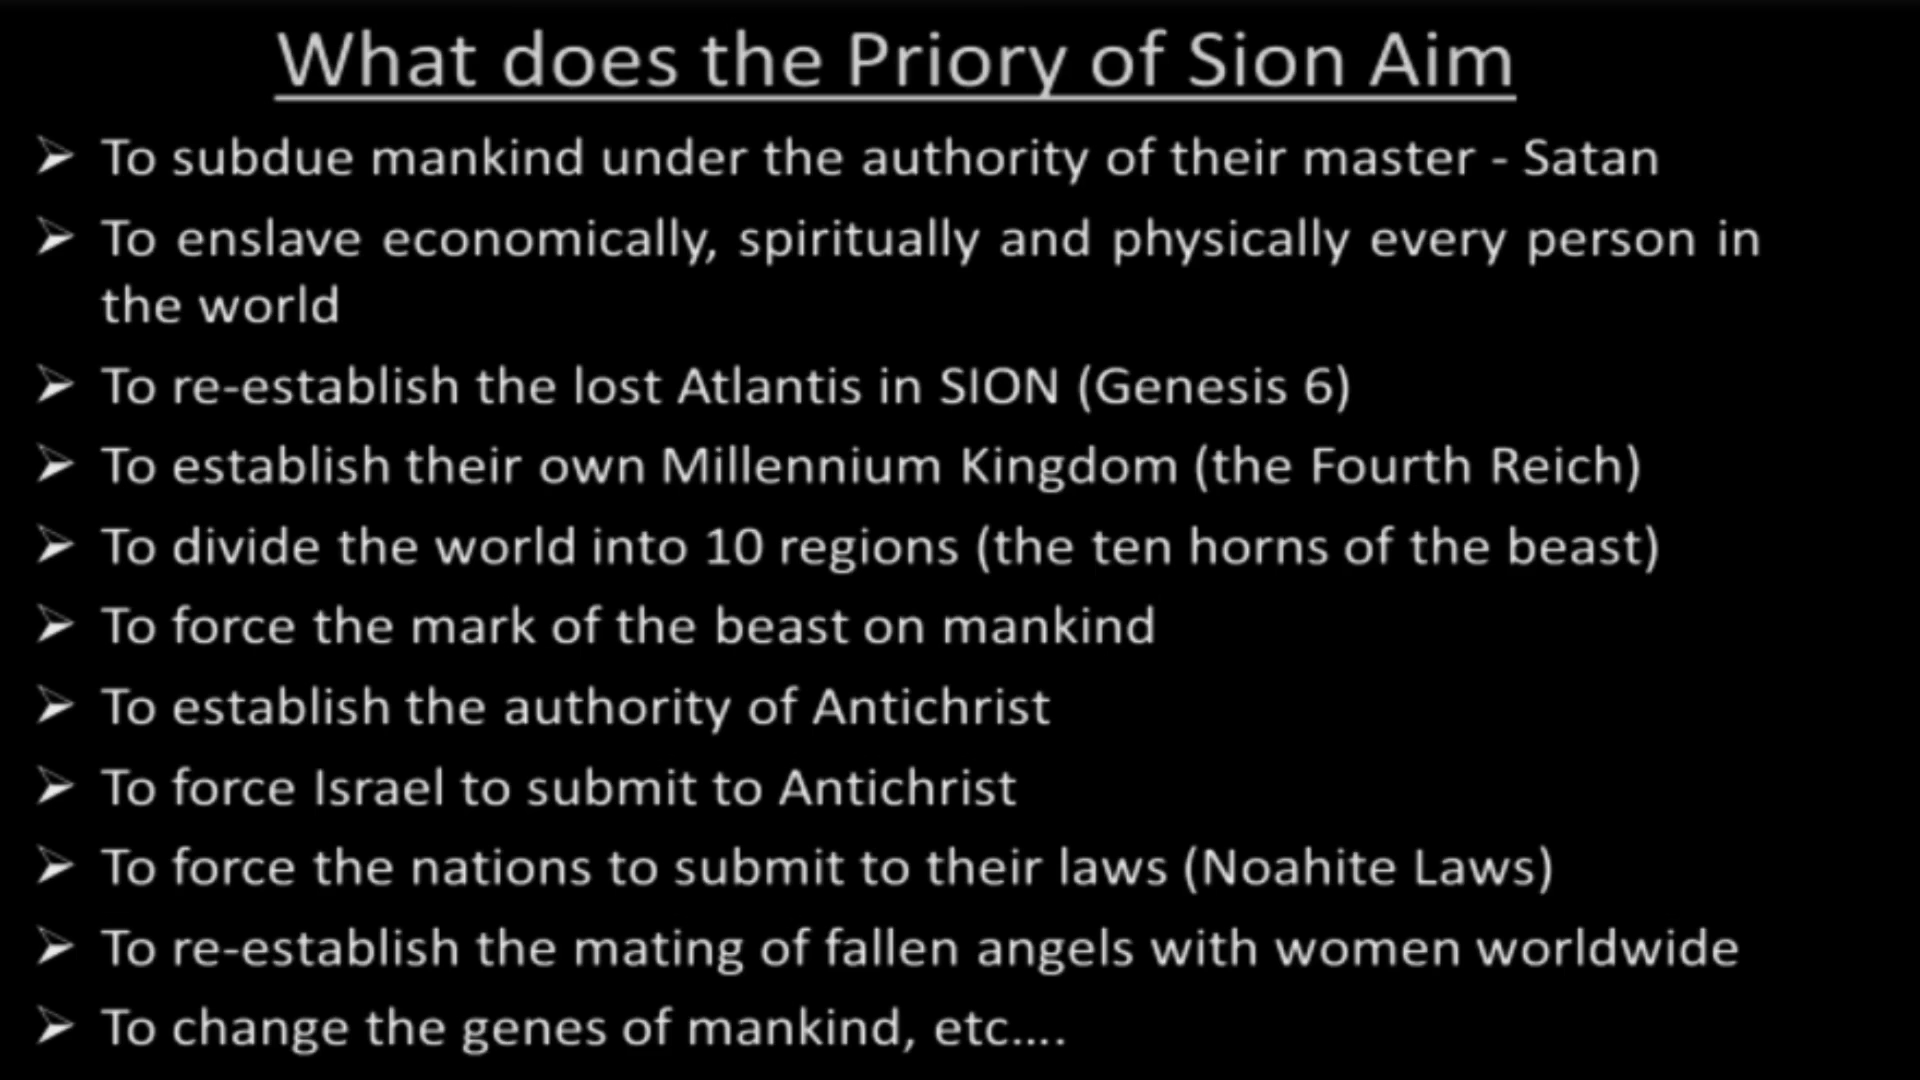 What does the Priory of Sion Aim
➢ To subdue mankind under the authority of their master - Satan
➢ To enslave economically, spiritually and physically every person in
the world
➢ To re-establish the lost Atlantis in SION (Genesis 6)
➢ To establish their own Millennium Kingdom (the Fourth Reich)
➢ To divide the world into 10 regions (the ten horns of the beast)
➢ To force the mark of the beast on mankind
➢ To establish the authority of Antichrist
➢ To force Israel to submit to Antichrist
➢ To force the nations to submit to their laws (Noahite Laws)
➢ To re-establish the mating of fallen angels with women worldwide
➢ To change the genes of mankind, etc....